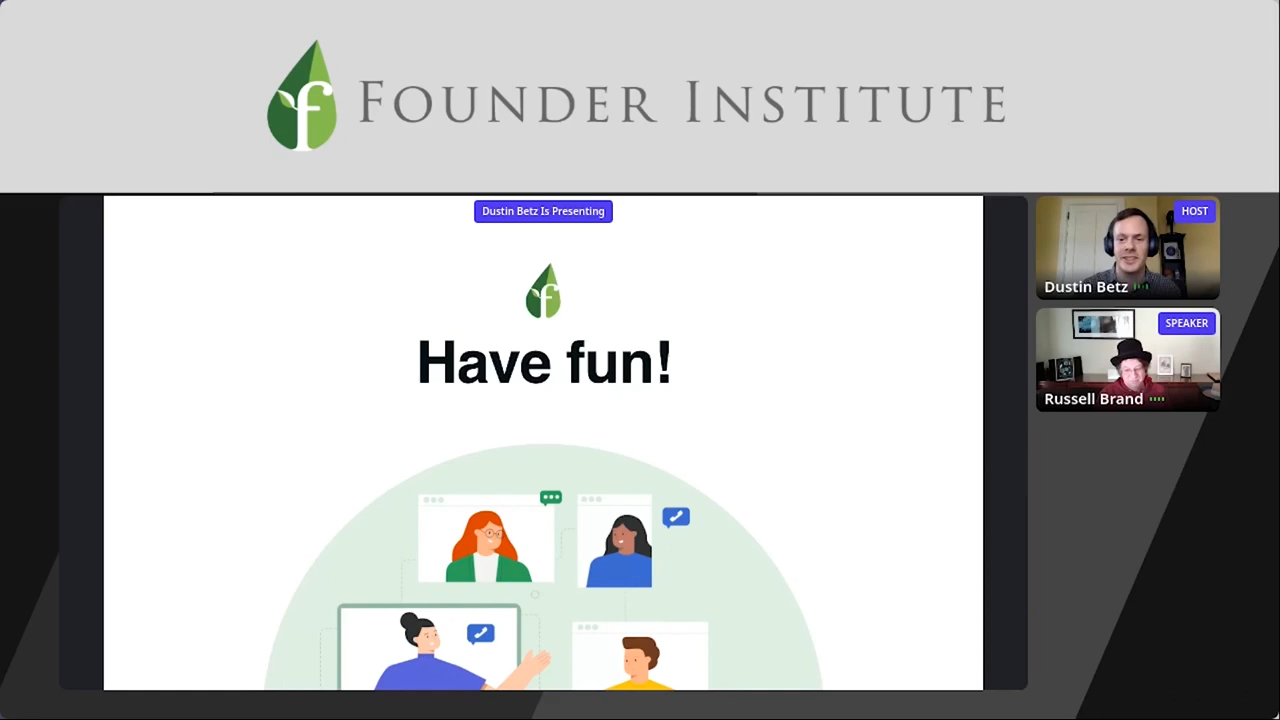 f FOUNDER INSTITUTE
Dustin Betz Is Presenting
HOST
Dustin Betz
f
Have fun!
SPEAKER
Russell Brand